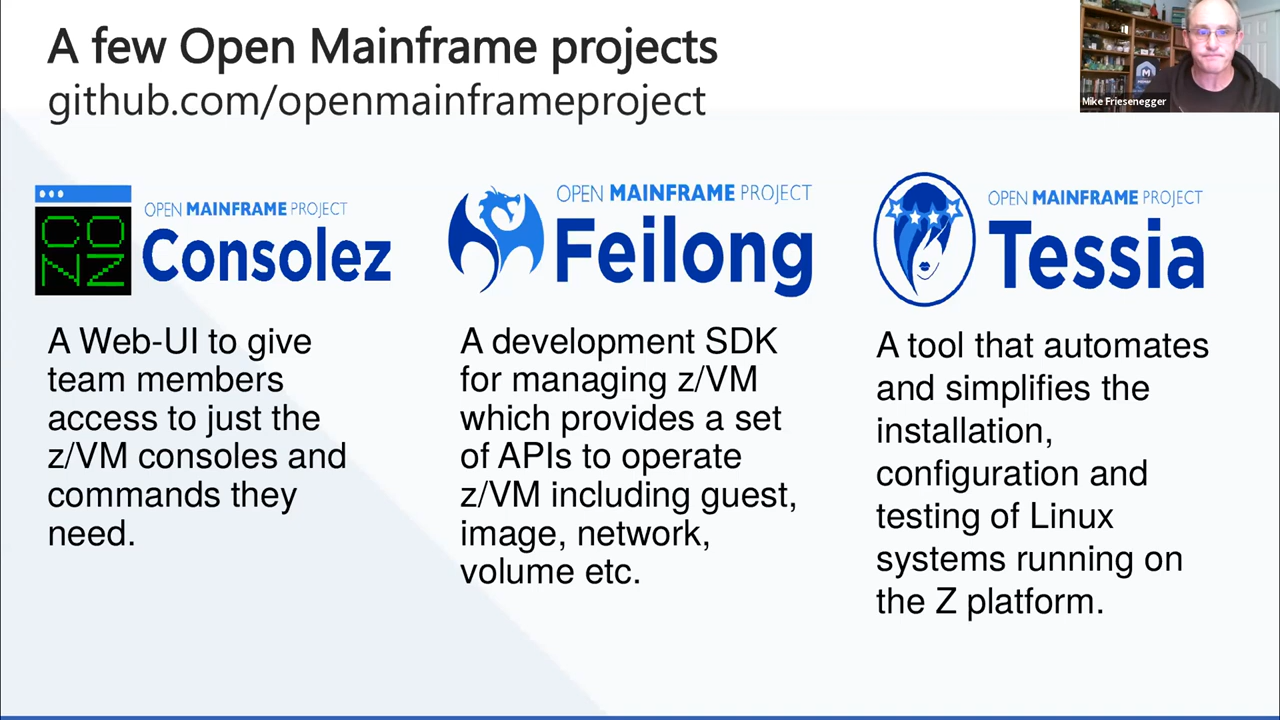 A few Open Mainframe projects
github.com/openmainframeproject
Mike Friesenegger
CO
NZ
OPEN MAINFRAME PROJECT
Consolez
A Web-UI to give
team members
access to just the
z/VM consoles and
commands they
need.
OPEN MAINFRAME PROJECT
Feilong
A development SDK
for managing z/VM
which provides a set
of APIs to operate
z/VM including guest,
image, network,
volume etc.
OPEN MAINFRAME PROJECT
Tessia
A tool that automates
and simplifies the
installation,
configuration and
testing of Linux
systems running on
the Z platform.